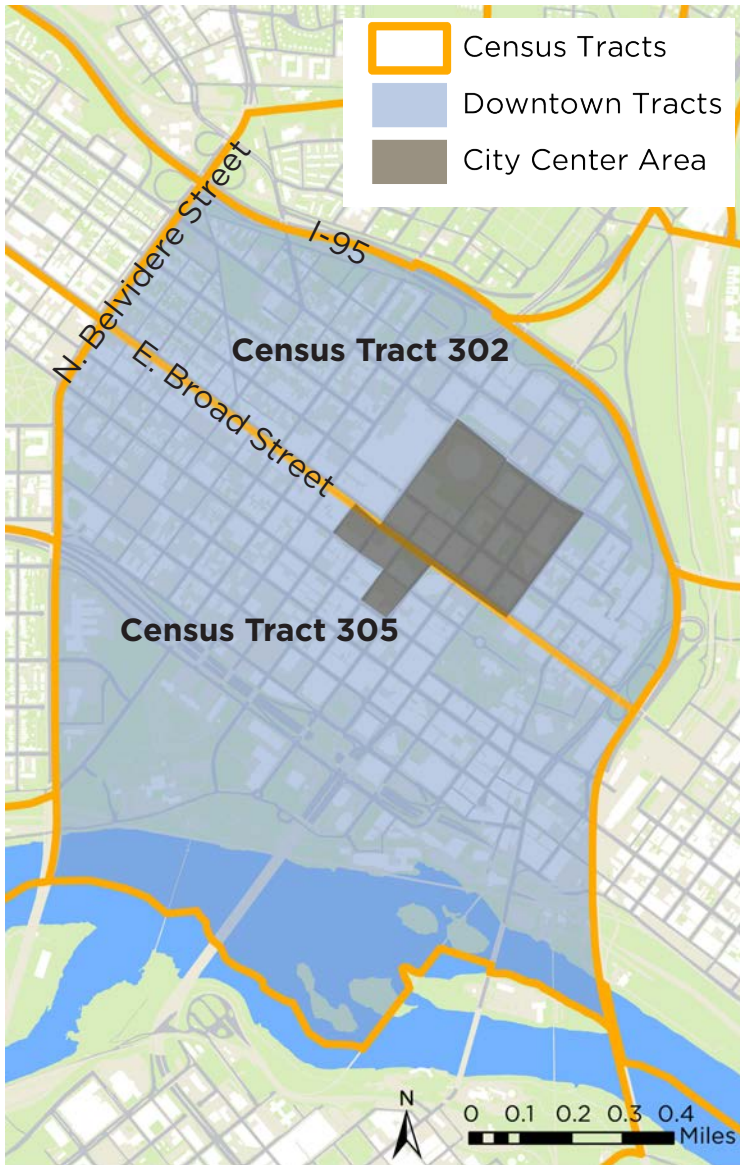 Census Tracts
Downtown Tracts
City Center Area
N. Belvidere Street
I-95
Census Tract 302
E. Broad Street
Census Tract 305
N
0 0.1 0.2 0.3 0.4
Miles